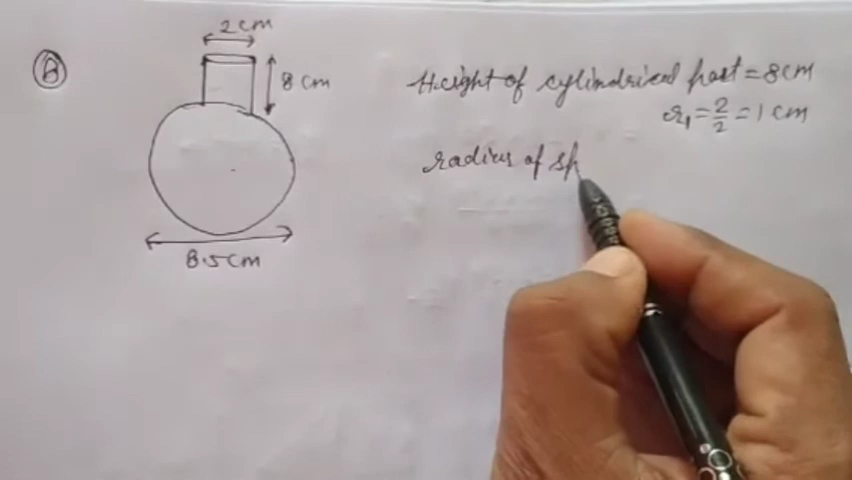 8
2 cm
8 cm
8.5 cm
Height of cylindrical part = 8 cm
r₁ = 2/2 = 1 cm
radius of sp